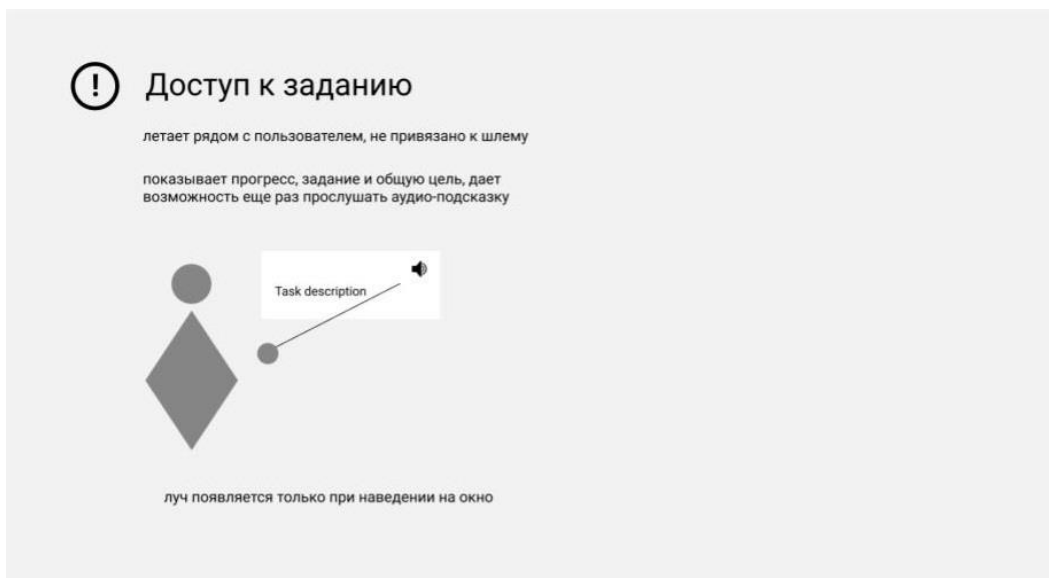 !
Доступ к заданию
летает рядом с пользователем, не привязано к шлему
показывает прогресс, задание и общую цель, дает
возможность еще раз прослушать аудио-подсказку
Task description
луч появляется только при наведении на окно